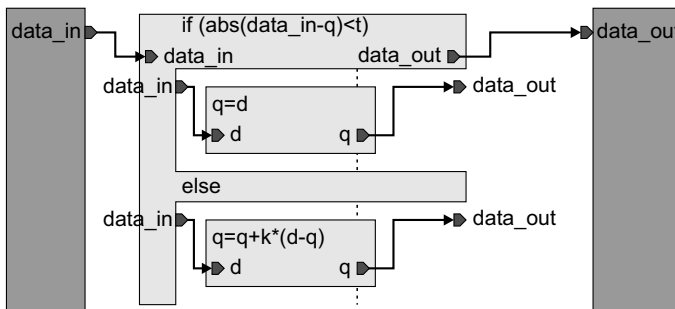 if (abs(data_in-q)<t)
data_in
data_out
data_out
data_in
data_in
data_out
q=d
d
q
else
data_in
data_out
q=q+k*(d-q)
d
q